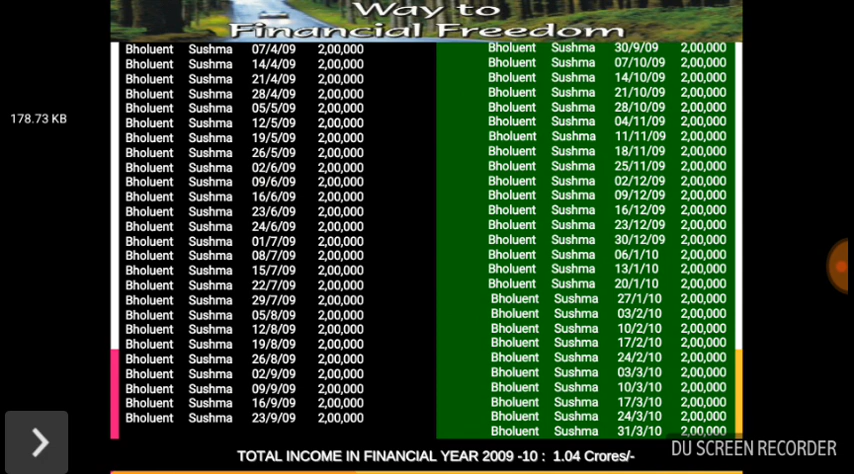 Way to
Financial Freedom
Bholuent Sushma 07/4/09 2,00,000
Bholuent Sushma 14/4/09 2,00,000
Bholuent Sushma 21/4/09 2,00,000
Bholuent Sushma 28/4/09 2,00,000
Bholuent Sushma 05/5/09 2,00,000
Bholuent Sushma 12/5/09 2,00,000
Bholuent Sushma 19/5/09 2,00,000
Bholuent Sushma 26/5/09 2,00,000
Bholuent Sushma 02/6/09 2,00,000
Bholuent Sushma 09/6/09 2,00,000
Bholuent Sushma 16/6/09 2,00,000
Bholuent Sushma 23/6/09 2,00,000
Bholuent Sushma 24/6/09 2,00,000
Bholuent Sushma 01/7/09 2,00,000
Bholuent Sushma 08/7/09 2,00,000
Bholuent Sushma 15/7/09 2,00,000
Bholuent Sushma 22/7/09 2,00,000
Bholuent Sushma 29/7/09 2,00,000
Bholuent Sushma 05/8/09 2,00,000
Bholuent Sushma 12/8/09 2,00,000
Bholuent Sushma 19/8/09 2,00,000
Bholuent Sushma 26/8/09 2,00,000
Bholuent Sushma 02/9/09 2,00,000
Bholuent Sushma 09/9/09 2,00,000
Bholuent Sushma 16/9/09 2,00,000
Bholuent Sushma 23/9/09 2,00,000
Bholuent Sushma 30/9/09 2,00,000
Bholuent Sushma 07/10/09 2,00,000
Bholuent Sushma 14/10/09 2,00,000
Bholuent Sushma 21/10/09 2,00,000
Bholuent Sushma 28/10/09 2,00,000
Bholuent Sushma 04/11/09 2,00,000
Bholuent Sushma 11/11/09 2,00,000
Bholuent Sushma 18/11/09 2,00,000
Bholuent Sushma 25/11/09 2,00,000
Bholuent Sushma 02/12/09 2,00,000
Bholuent Sushma 09/12/09 2,00,000
Bholuent Sushma 16/12/09 2,00,000
Bholuent Sushma 23/12/09 2,00,000
Bholuent Sushma 30/12/09 2,00,000
Bholuent Sushma 06/1/10 2,00,000
Bholuent Sushma 13/1/10 2,00,000
Bholuent Sushma 20/1/10 2,00,000
Bholuent Sushma 27/1/10 2,00,000
Bholuent Sushma 03/2/10 2,00,000
Bholuent Sushma 10/2/10 2,00,000
Bholuent Sushma 17/2/10 2,00,000
Bholuent Sushma 24/2/10 2,00,000
Bholuent Sushma 03/3/10 2,00,000
Bholuent Sushma 10/3/10 2,00,000
Bholuent Sushma 17/3/10 2,00,000
Bholuent Sushma 24/3/10 2,00,000
Bholuent Sushma 31/3/10 2,00,000
178.73 KB
TOTAL INCOME IN FINANCIAL YEAR 2009 -10 : 1.04 Crores/-
DU SCREEN RECORDER